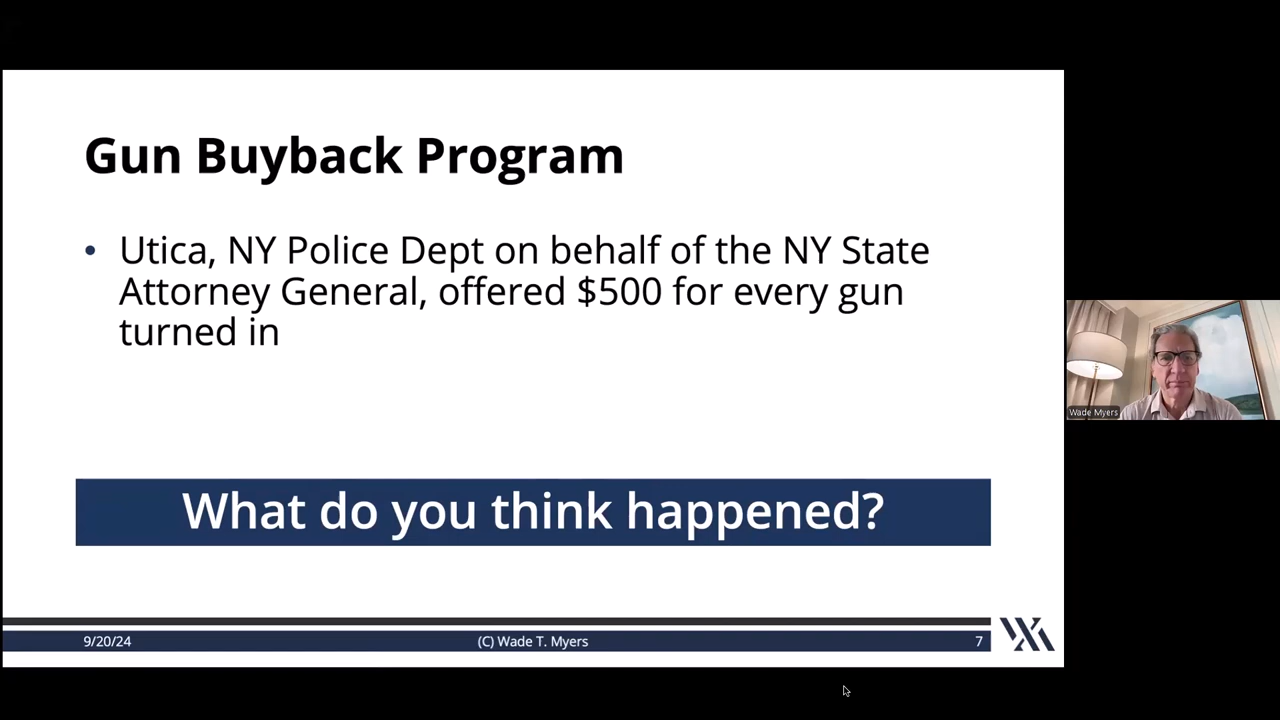 Gun Buyback Program
• Utica, NY Police Dept on behalf of the NY State
Attorney General, offered $500 for every gun
turned in
What do you think happened?
9/20/24
(C) Wade T. Myers
7
Wade Myers